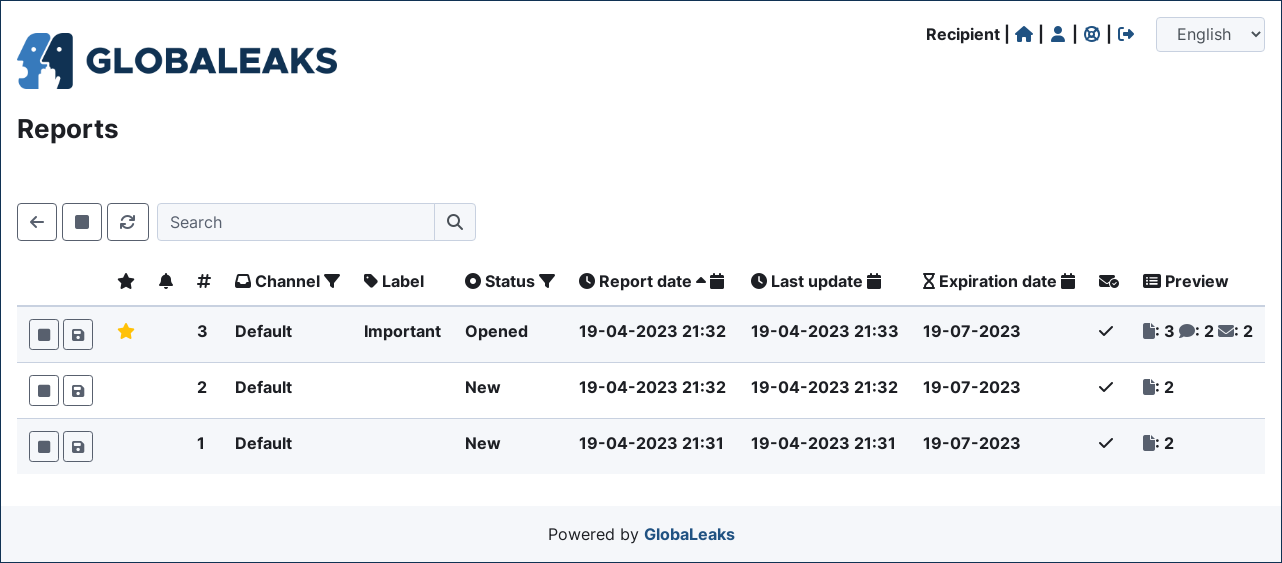 Recipient | | | |
English
GLOBALEAKS
Reports
Search
# Channel Label Status Report date Last update Expiration date Preview
3 Default Important Opened 19-04-2023 21:32 19-04-2023 21:33 19-07-2023 : 3 : 2 : 2
2 Default New 19-04-2023 21:32 19-04-2023 21:32 19-07-2023 : 2
1 Default New 19-04-2023 21:31 19-04-2023 21:31 19-07-2023 : 2
Powered by GlobaLeaks